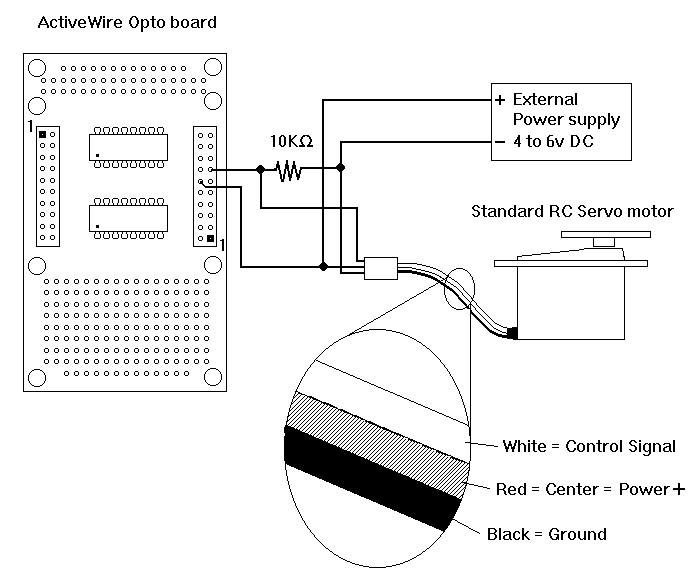 ActiveWire Opto board
1
1
10KΩ
+ External
Power supply
− 4 to 6v DC
Standard RC Servo motor
White = Control Signal
Red = Center = Power+
Black = Ground